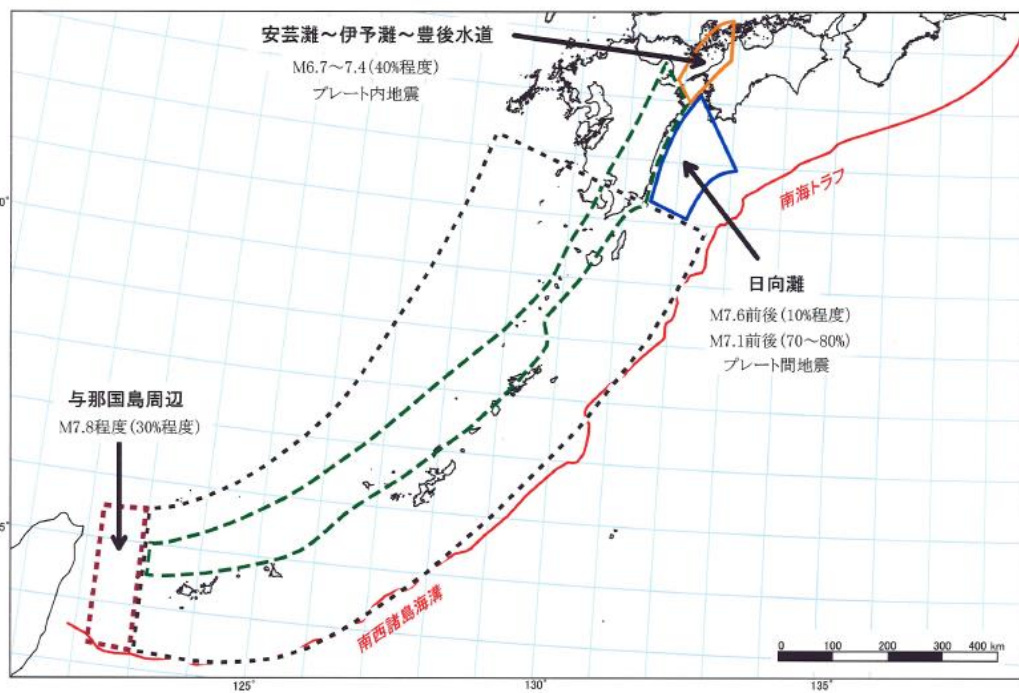 安芸灘～伊予灘～豊後水道
M6.7～7.4(40%程度)
プレート内地震
南海トラフ
0°
日向灘
M7.6前後(10%程度)
M7.1前後(70～80%)
プレート間地震
与那国島周辺
M7.8程度(30%程度)
5°
南西諸島海溝
0 100 200 300 400 km
125°
130°
135°